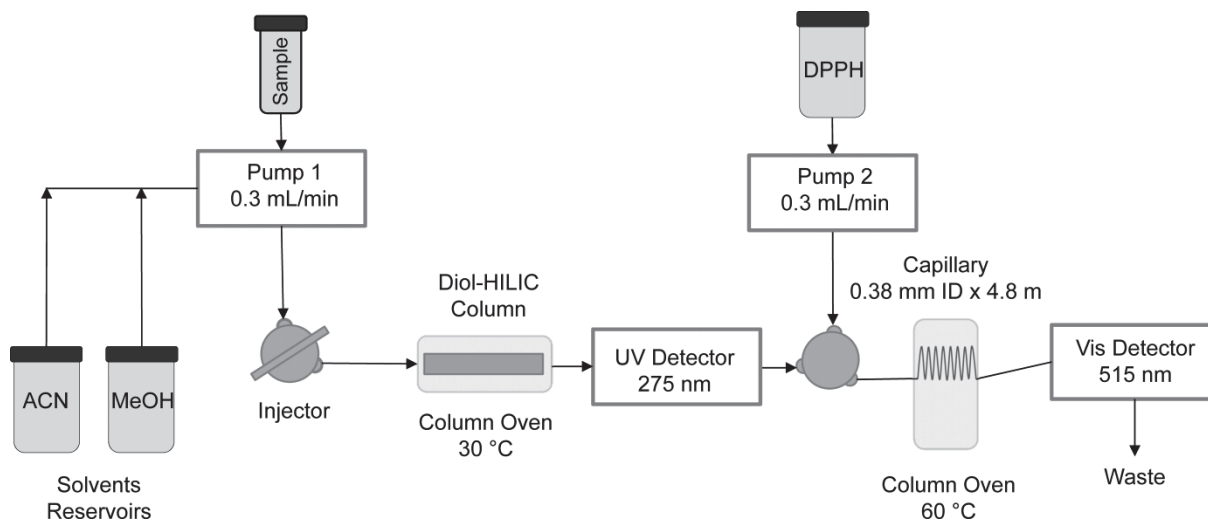 Sample
DPPH
Pump 1
0.3 mL/min
Pump 2
0.3 mL/min
Capillary
0.38 mm ID x 4.8 m
Diol-HILIC
Column
UV Detector
275 nm
Vis Detector
515 nm
ACN
MeOH
Injector
Column Oven
30 °C
Solvents
Reservoirs
Column Oven
60 °C
Waste